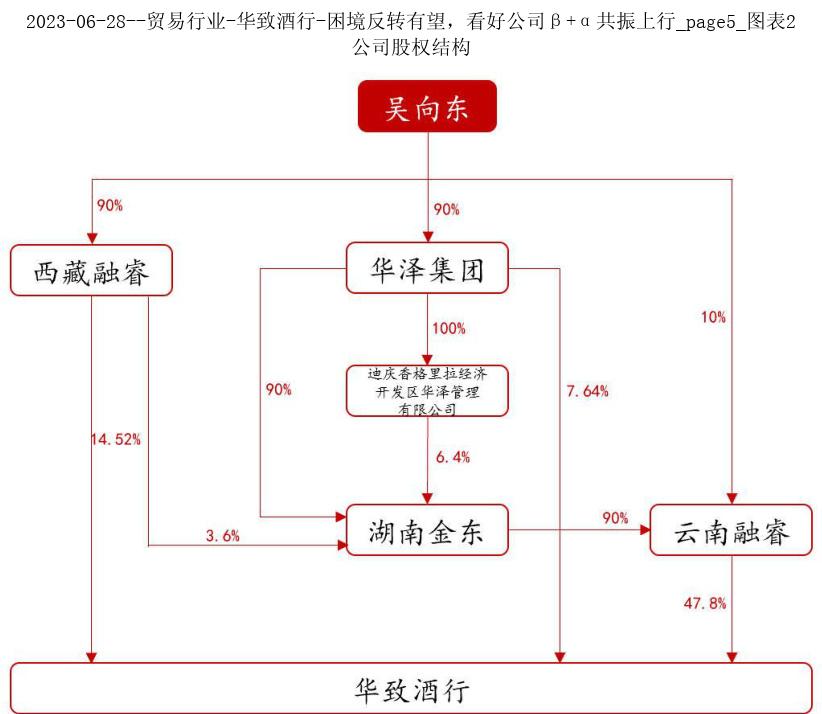 2023-06-28--贸易行业-华致酒行-困境反转有望，看好公司β+α共振上行_page5_图表2
公司股权结构
吴向东
90%
90%
西藏融睿
华泽集团
10%
100%
迪庆香格里拉经济
开发区华泽管理
有限公司
90%
7.64%
14.52%
6.4%
湖南金东
90%
云南融睿
3.6%
47.8%
华致酒行